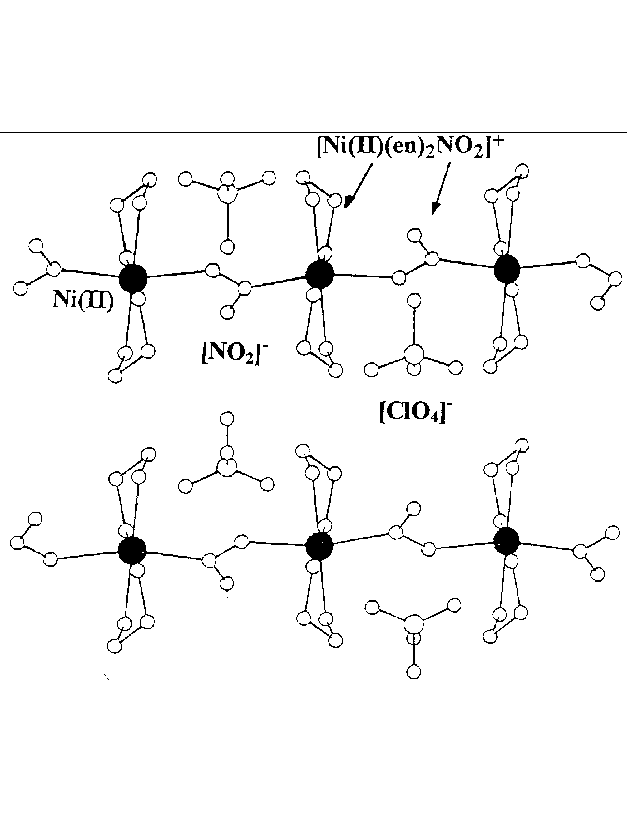 [Ni(II)(en)₂NO₂]⁺
Ni(II)
[NO₂]⁻
[ClO₄]⁻